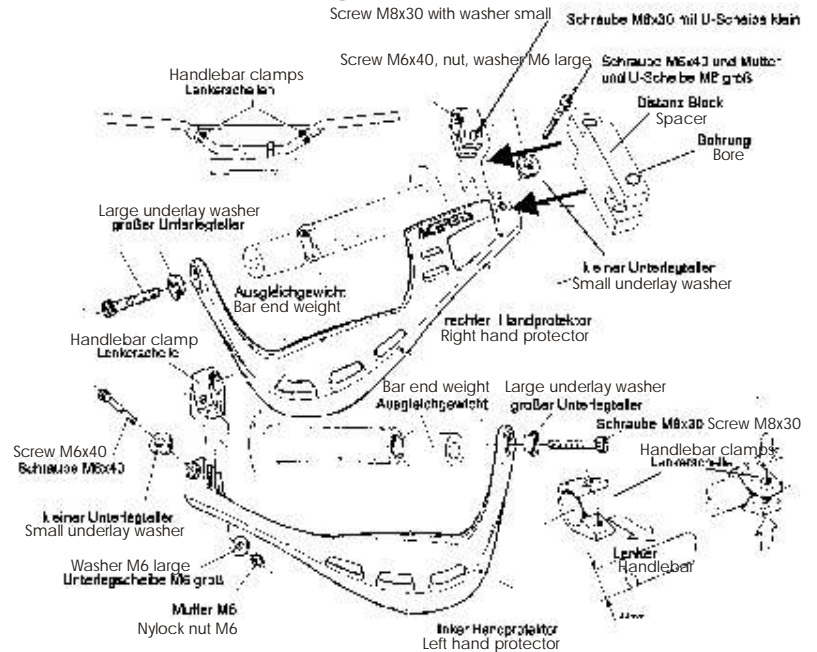 Screw M8x30 with washer small
Schraube M8x30 mit U-Scheibe klein
Screw M6x40, nut, washer M6 large
Schraube M6x40 und Mutter
und U-Scheibe M6 groß
Handlebar clamps
Lenkerschellen
Distanz Block
Spacer
Bohrung
Bore
Large underlay washer
großer Unterlegteller
ACERBIS
Ausgleichgewicht
Bar end weight
kleiner Unterlegteller
Small underlay washer
rechter Handprotektor
Right hand protector
Handlebar clamp
Lenkerschelle
Bar end weight
Ausgleichgewicht
Large underlay washer
großer Unterlegteller
Schraube M8x30 Screw M8x30
Screw M6x40
Schraube M6x40
Handlebar clamps
Lenkerschelle
kleiner Unterlegteller
Small underlay washer
Washer M6 large
Unterlegscheibe M6 groß
Lenker
Handlebar
Mutter M6
Nylock nut M6
linker Handprotektor
Left hand protector